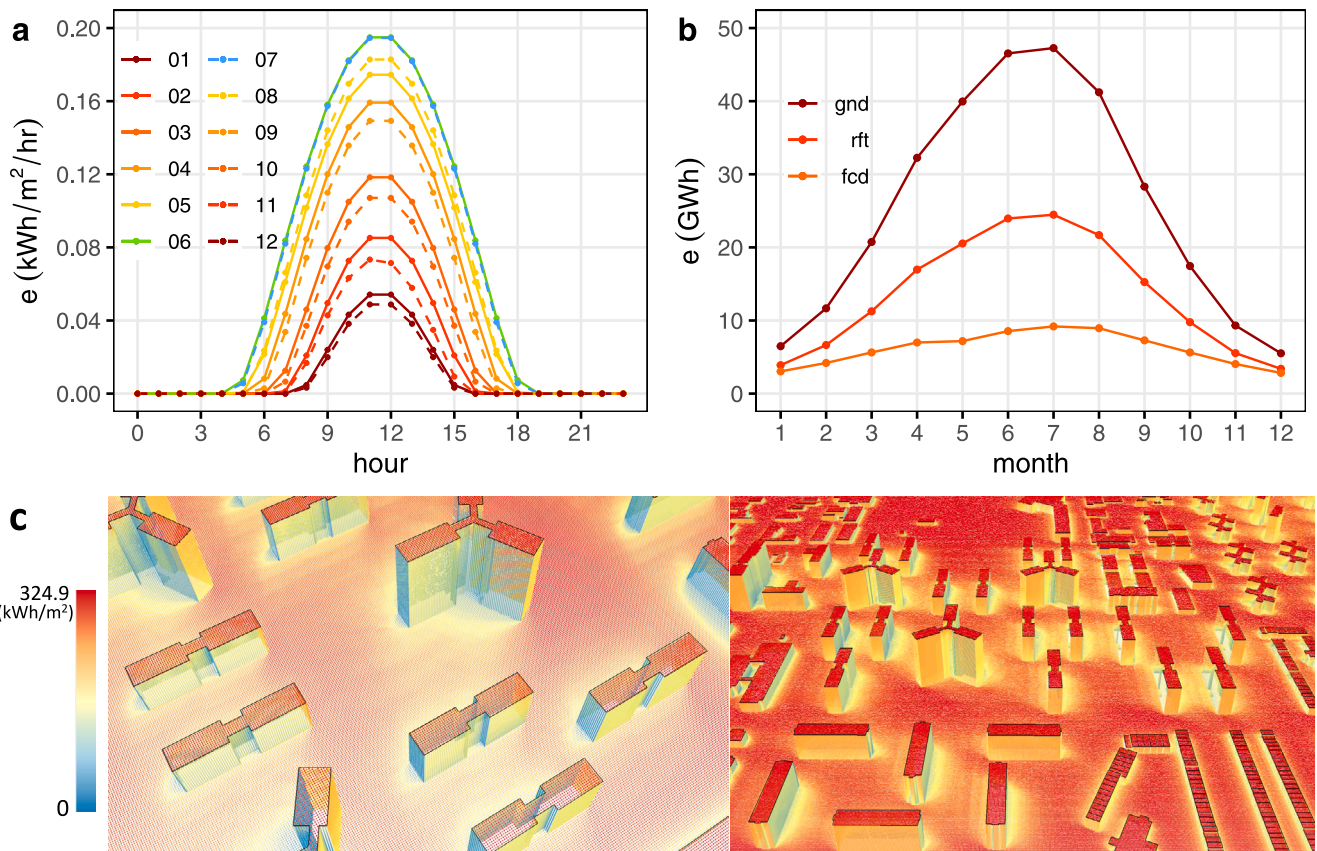 a
0.20
0.16
0.12
0.08
0.04
0.00
e (kWh/m²/hr)
01 07
02 08
03 09
04 10
05 11
06 12
0 3 6 9 12 15 18 21
hour
b
50
40
30
20
10
0
e (GWh)
gnd
rft
fcd
1 2 3 4 5 6 7 8 9 10 11 12
month
c
324.9
(kWh/m²)
0